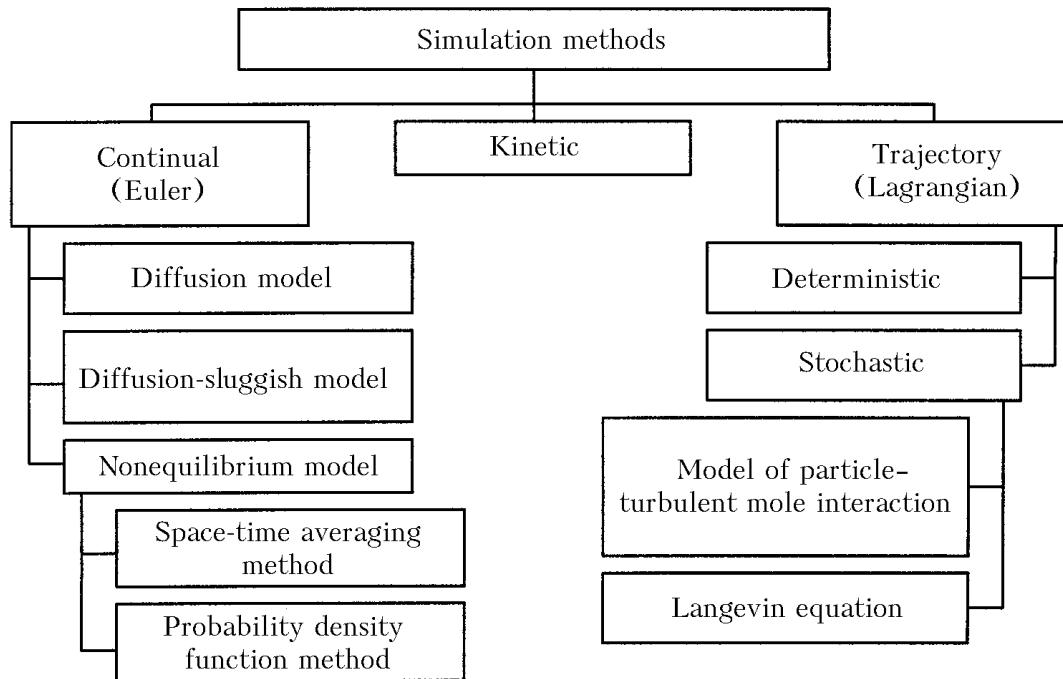 Simulation methods
Continual
(Euler)
Kinetic
Trajectory
(Lagrangian)
Diffusion model
Diffusion-sluggish model
Nonequilibrium model
Space-time averaging
method
Probability density
function method
Deterministic
Stochastic
Model of particle–
turbulent mole interaction
Langevin equation